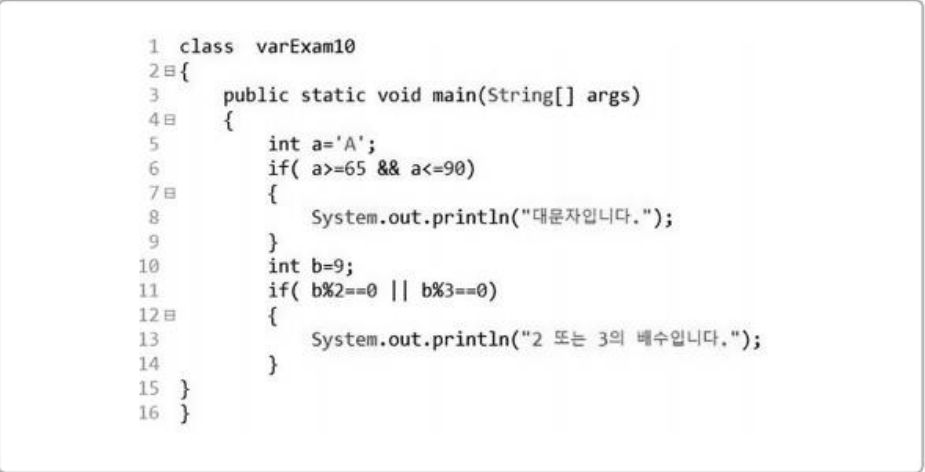 1 class  varExam10
2 {
3     public static void main(String[] args)
4     {
5         int a='A';
6         if( a>=65 && a<=90)
7         {
8             System.out.println("대문자입니다.");
9         }
10         int b=9;
11         if( b%2==0 || b%3==0)
12         {
13             System.out.println("2 또는 3의 배수입니다.");
14         }
15 }
16 }